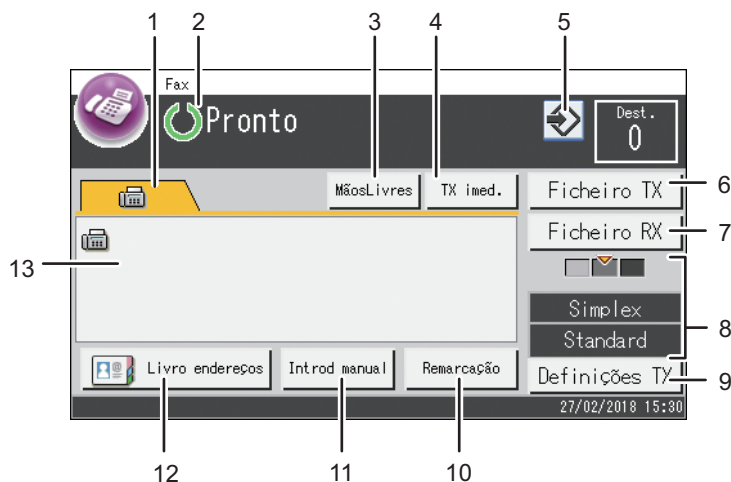 1 2 3 4 5
Fax
Pronto
Dest.
0
MãosLivres TX imed. Ficheiro TX 6
Ficheiro RX 7
13
Simplex
8
Standard
Livro endereços Introd manual Remarcação Definições TX 9
27/02/2018 15:30
12 11 10